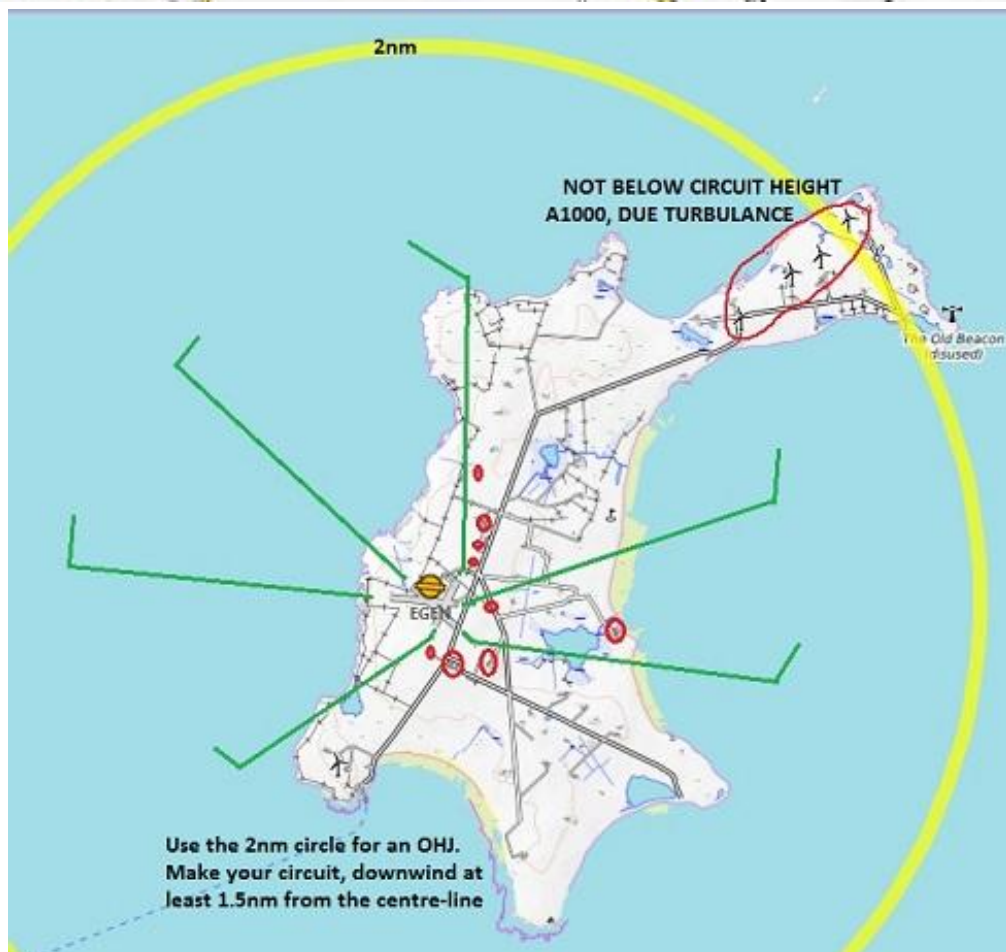 2nm
NOT BELOW CIRCUIT HEIGHT
A1000, DUE TURBULANCE
The Old Beacon
(disused)
EGEN
Use the 2nm circle for an OHJ.
Make your circuit, downwind at
least 1.5nm from the centre-line